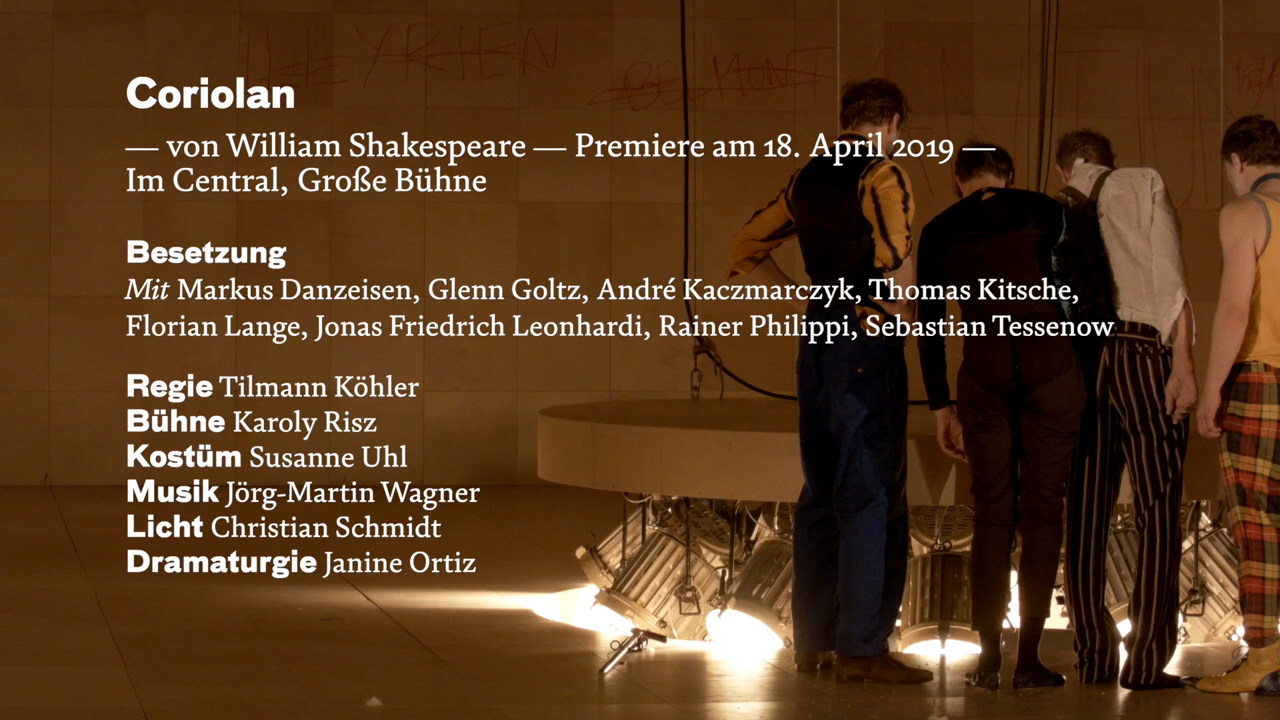 ILLYRIEN
Coriolan
— von William Shakespeare — Premiere am 18. April 2019 —
Im Central, Große Bühne
Besetzung
Mit Markus Danzeisen, Glenn Goltz, André Kaczmarczyk, Thomas Kitsche,
Florian Lange, Jonas Friedrich Leonhardi, Rainer Philippi, Sebastian Tessenow
Regie Tilmann Köhler
Bühne Karoly Risz
Kostüm Susanne Uhl
Musik Jörg-Martin Wagner
Licht Christian Schmidt
Dramaturgie Janine Ortiz